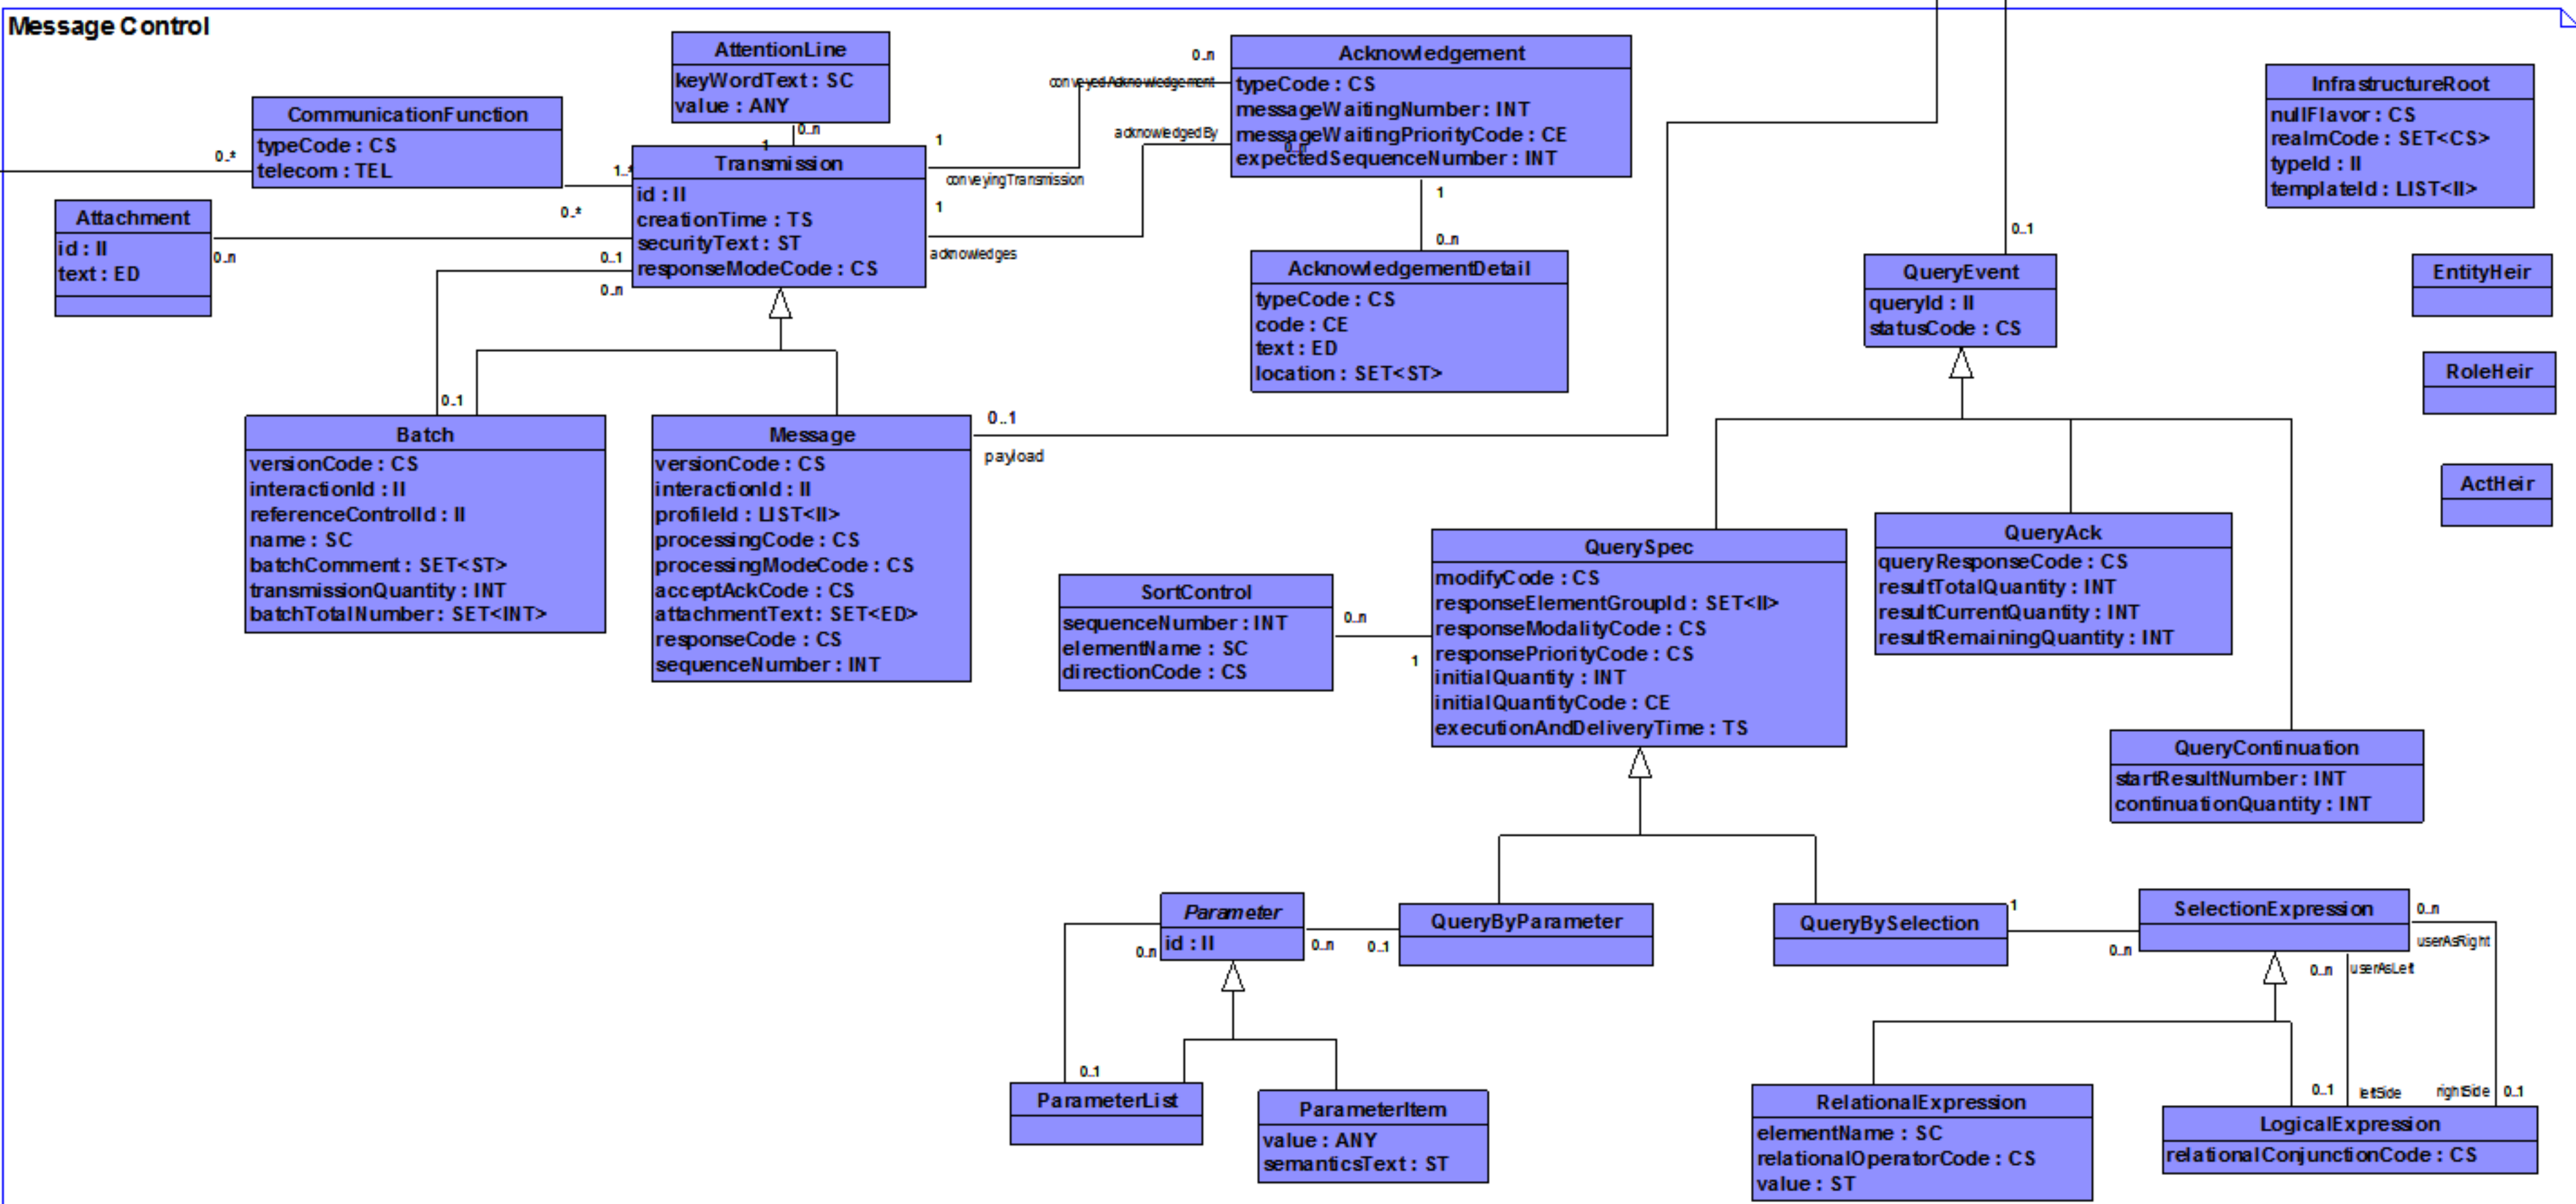 Message Control
AttentionLine
keyWordText : SC
value : ANY
0..n
1
CommunicationFunction
typeCode : CS
telecom : TEL
0..*
1..*
0..*
Attachment
id : II
text : ED
0..n
Transmission
id : II
creationTime : TS
securityText : ST
responseModeCode : CS
0..1
0..n
0..1
1
conveyingTransmission
1
acknowledges
0..n
conveyedAcknowledgement
acknowledgedBy
0..n
Acknowledgement
typeCode : CS
messageWaitingNumber : INT
messageWaitingPriorityCode : CE
expectedSequenceNumber : INT
1
0..n
AcknowledgementDetail
typeCode : CS
code : CE
text : ED
location : SET<ST>
InfrastructureRoot
nullFlavor : CS
realmCode : SET<CS>
typeId : II
templateId : LIST<II>
0..1
QueryEvent
queryId : II
statusCode : CS
EntityHeir
RoleHeir
ActHeir
Batch
versionCode : CS
interactionId : II
referenceControlId : II
name : SC
batchComment : SET<ST>
transmissionQuantity : INT
batchTotalNumber : SET<INT>
Message
versionCode : CS
interactionId : II
profileId : LIST<II>
processingCode : CS
processingModeCode : CS
acceptAckCode : CS
attachmentText : SET<ED>
responseCode : CS
sequenceNumber : INT
0..1
payload
SortControl
sequenceNumber : INT
elementName : SC
directionCode : CS
0..n
1
QuerySpec
modifyCode : CS
responseElementGroupId : SET<II>
responseModalityCode : CS
responsePriorityCode : CS
initialQuantity : INT
initialQuantityCode : CE
executionAndDeliveryTime : TS
QueryAck
queryResponseCode : CS
resultTotalQuantity : INT
resultCurrentQuantity : INT
resultRemainingQuantity : INT
QueryContinuation
startResultNumber : INT
continuationQuantity : INT
Parameter
id : II
0..n
0..n
0..1
QueryByParameter
QueryBySelection
1
0..n
SelectionExpression
0..n
userAsRight
0..n
userAsLeft
0..1
ParameterList
ParameterItem
value : ANY
semanticsText : ST
RelationalExpression
elementName : SC
relationalOperatorCode : CS
value : ST
0..1
leftSide
rightSide
0..1
LogicalExpression
relationalConjunctionCode : CS